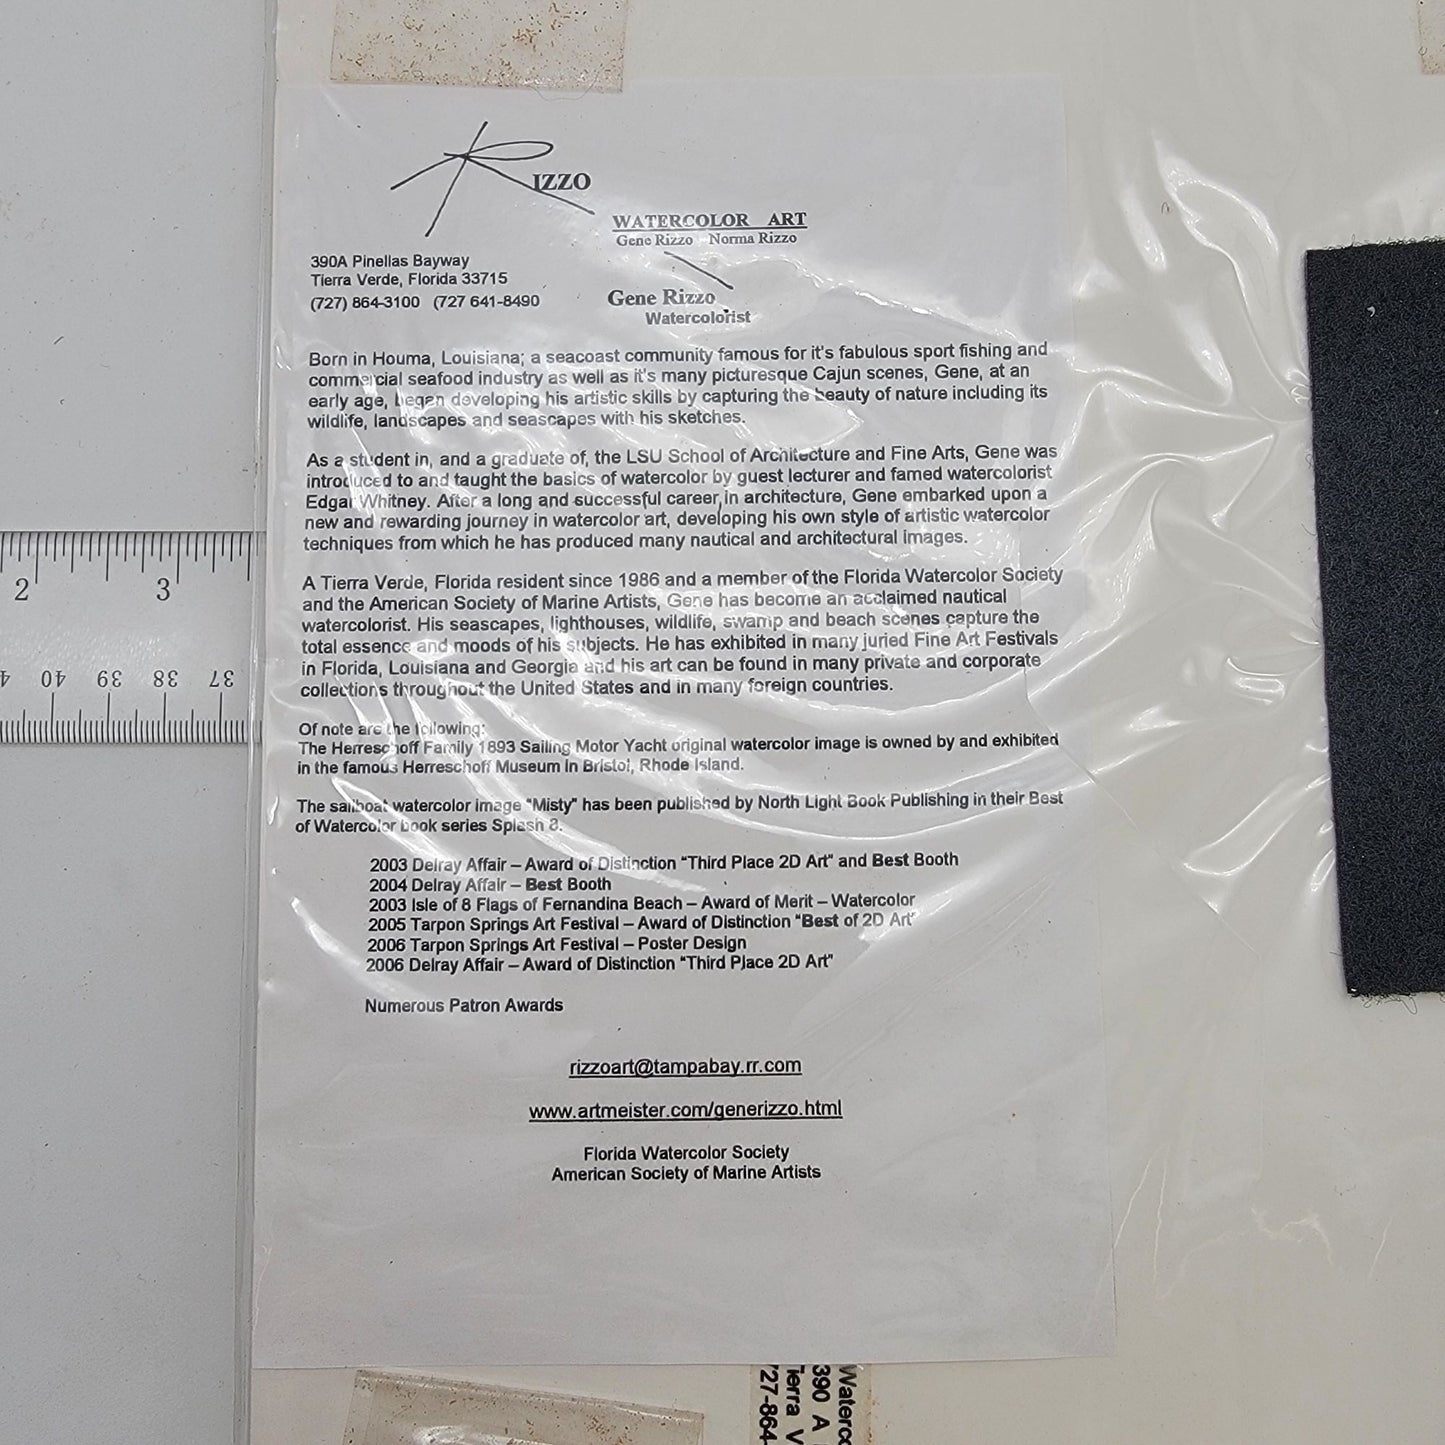 RIZZO
WATERCOLOR ART
Gene Rizzo Norma Rizzo
390A Pinellas Bayway
Tierra Verde, Florida 33715
(727) 864-3100 (727 641-8490
Gene Rizzo
Watercolorist
Born in Houma, Louisiana; a seacoast community famous for it's fabulous sport fishing and
commercial seafood industry as well as it's many picturesque Cajun scenes, Gene, at an
early age, began developing his artistic skills by capturing the beauty of nature including its
wildlife, landscapes and seascapes with his sketches.
As a student in, and a graduate of, the LSU School of Architecture and Fine Arts, Gene was
introduced to and taught the basics of watercolor by guest lecturer and famed watercolorist
Edgar Whitney. After a long and successful career in architecture, Gene embarked upon a
new and rewarding journey in watercolor art, developing his own style of artistic watercolor
techniques from which he has produced many nautical and architectural images.
A Tierra Verde, Florida resident since 1986 and a member of the Florida Watercolor Society
and the American Society of Marine Artists, Gene has become an acclaimed nautical
watercolorist. His seascapes, lighthouses, wildlife, swamp and beach scenes capture the
total essence and moods of his subjects. He has exhibited in many juried Fine Art Festivals
in Florida, Louisiana and Georgia and his art can be found in many private and corporate
collections throughout the United States and in many foreign countries.
Of note are the following:
The Herreschoff Family 1893 Sailing Motor Yacht original watercolor image is owned by and exhibited
in the famous Herreschoff Museum in Bristol, Rhode Island.
The sailboat watercolor image "Misty" has been published by North Light Book Publishing in their Best
of Watercolor book series Splash 8.
2003 Delray Affair – Award of Distinction "Third Place 2D Art" and Best Booth
2004 Delray Affair – Best Booth
2003 Isle of 8 Flags of Fernandina Beach – Award of Merit – Watercolor
2005 Tarpon Springs Art Festival – Award of Distinction "Best of 2D Art"
2006 Tarpon Springs Art Festival – Poster Design
2006 Delray Affair – Award of Distinction "Third Place 2D Art"
Numerous Patron Awards
rizzoart@tampabay.rr.com
www.artmeister.com/generizzo.html
Florida Watercolor Society
American Society of Marine Artists
2 3
40 39 38 37
Waterco
390 A
Tierra V
727-864-